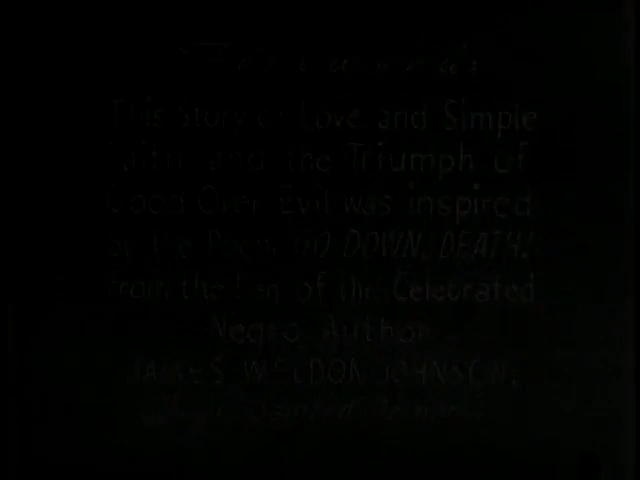 Foreword:
This Story of Love and Simple
Faith and the Triumph of
Good Over Evil was inspired
by the Poem GO DOWN, DEATH!
from the Pen of the Celebrated
Negro Author
JAMES WELDON JOHNSON,